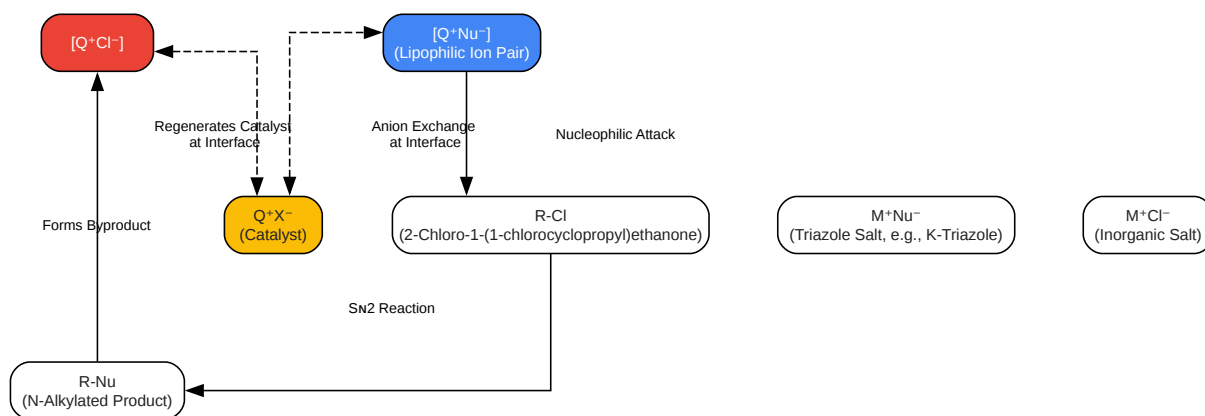 [Q⁺Cl⁻]
[Q⁺Nu⁻]
(Lipophilic Ion Pair)
Regenerates Catalyst
at Interface
Anion Exchange
at Interface
Nucleophilic Attack
Forms Byproduct
Q⁺X⁻
(Catalyst)
R-Cl
(2-Chloro-1-(1-chlorocyclopropyl)ethanone)
M⁺Nu⁻
(Triazole Salt, e.g., K-Triazole)
M⁺Cl⁻
(Inorganic Salt)
Sɴ2 Reaction
R-Nu
(N-Alkylated Product)